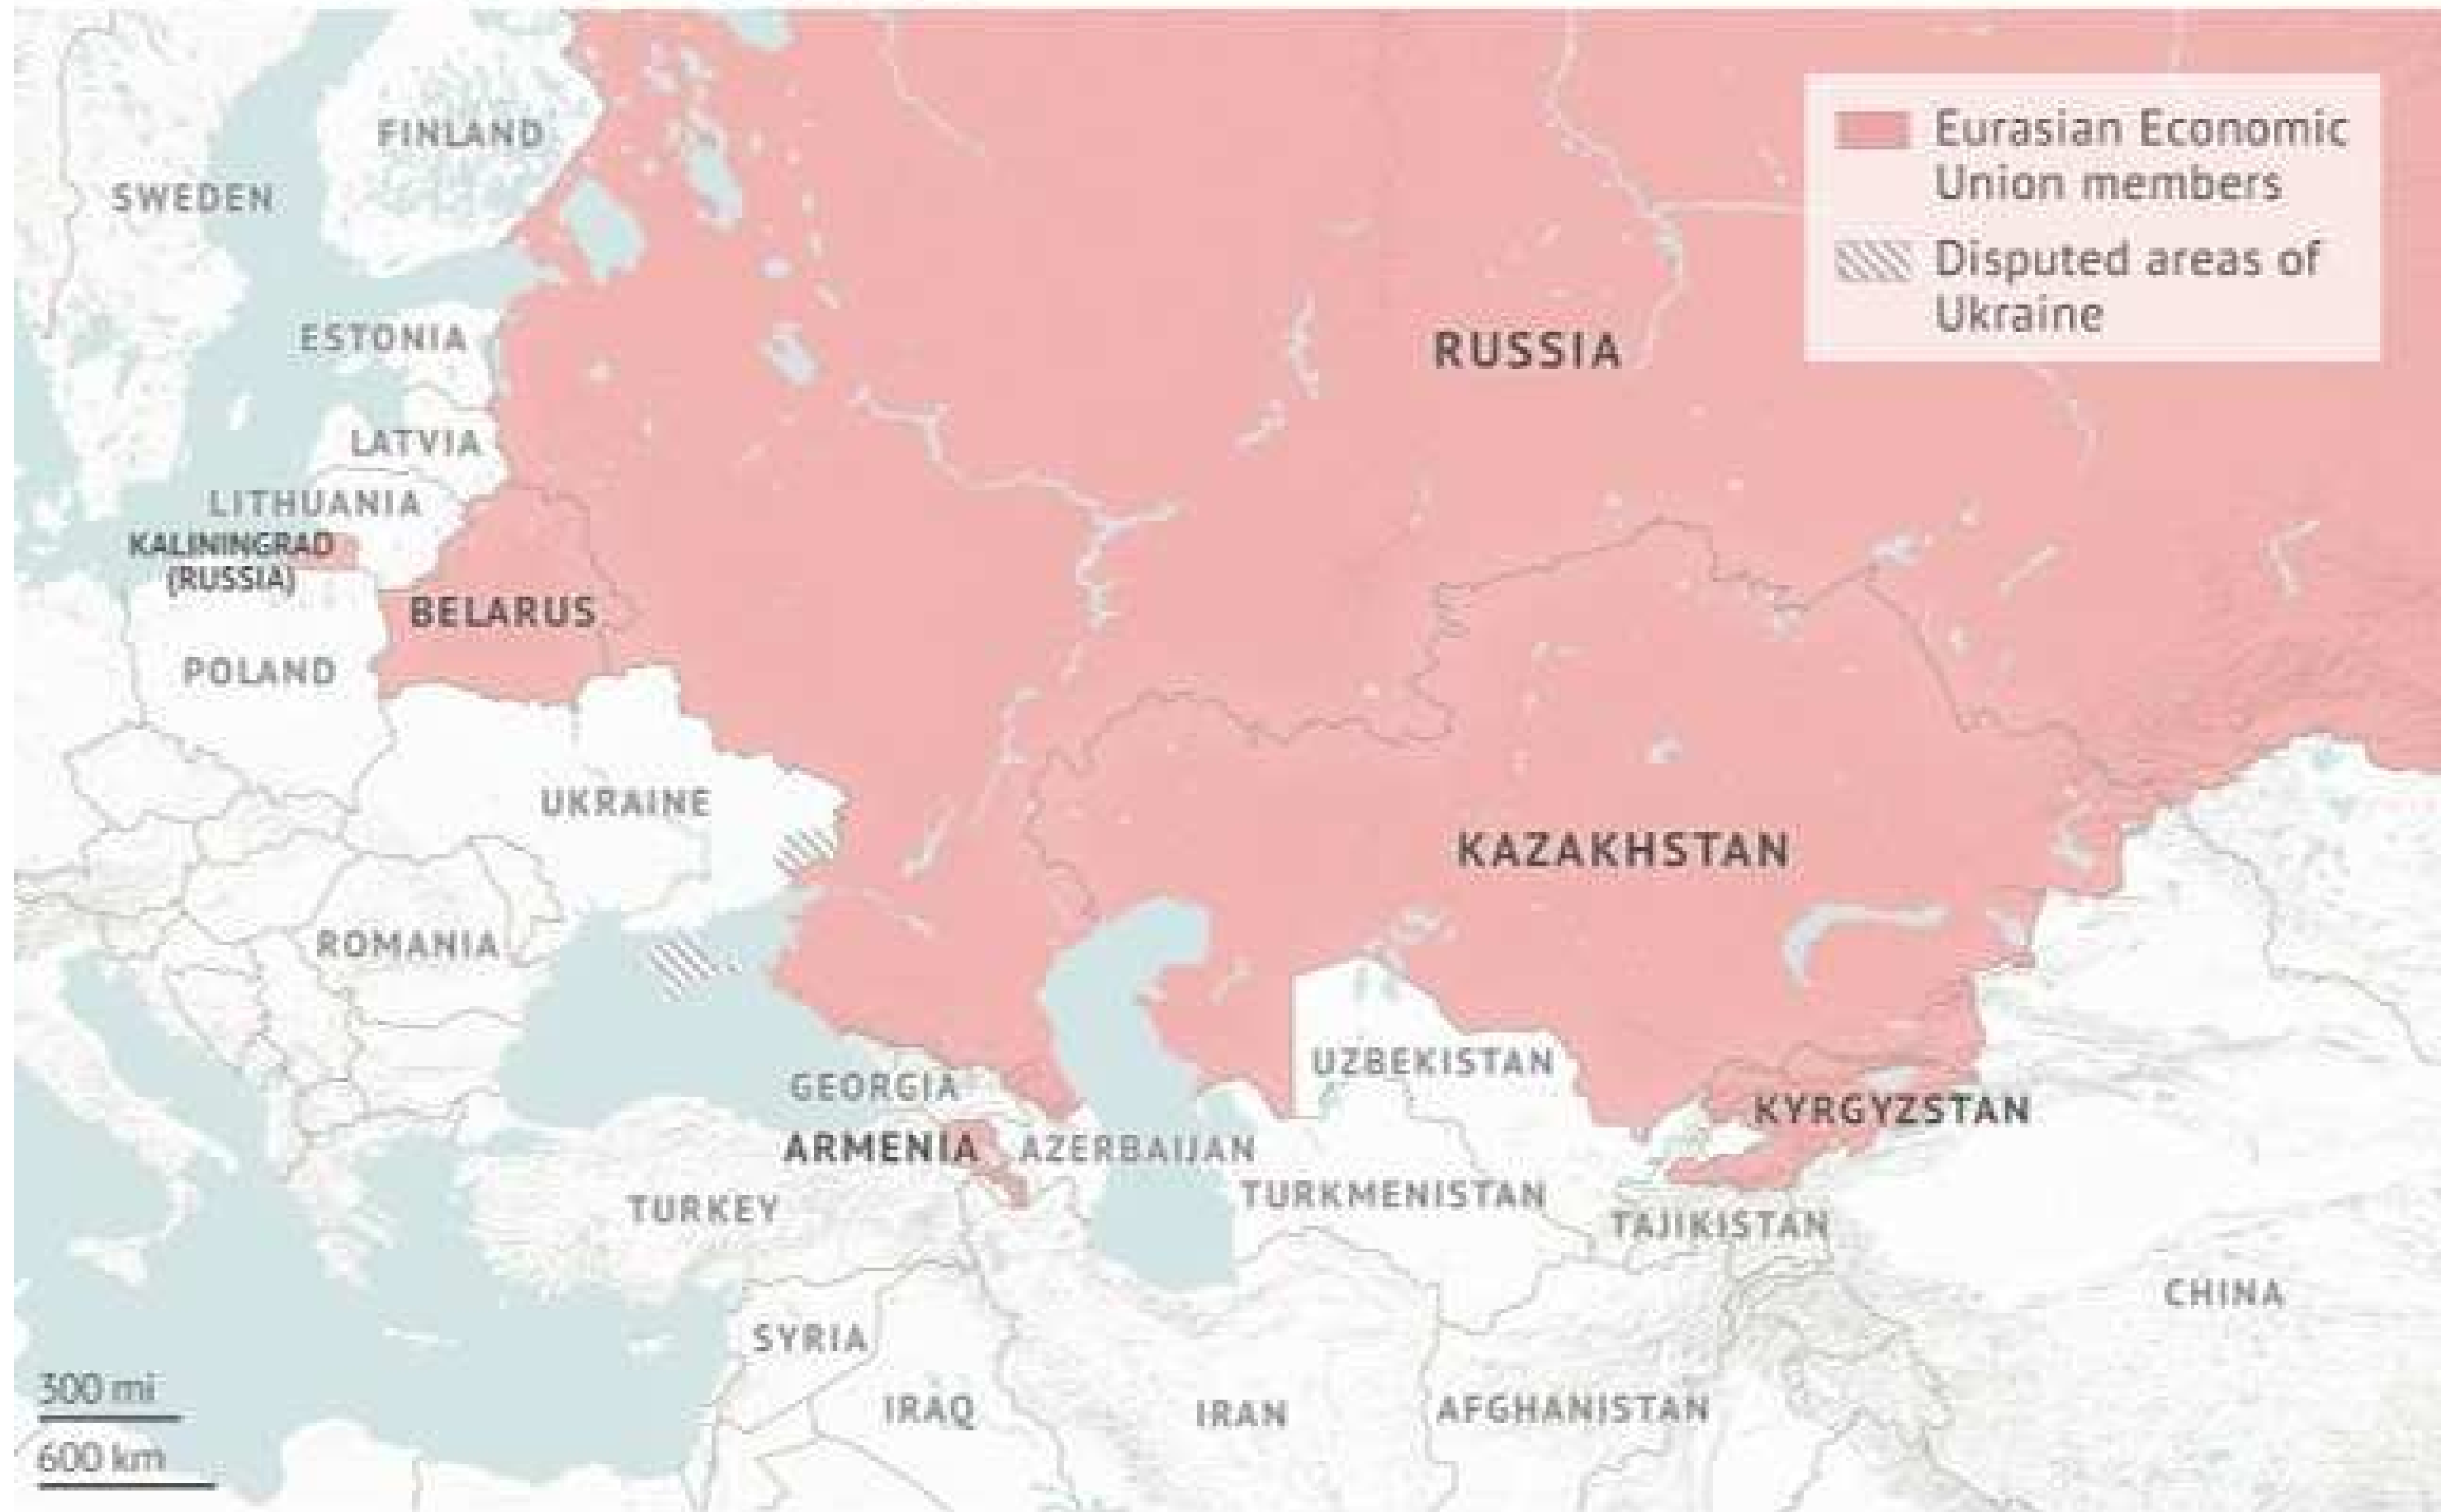 FINLAND
SWEDEN
Eurasian Economic
Union members
Disputed areas of
Ukraine
ESTONIA
RUSSIA
LATVIA
LITHUANIA
KALININGRAD
(RUSSIA)
BELARUS
POLAND
UKRAINE
KAZAKHSTAN
ROMANIA
UZBEKISTAN
GEORGIA
KYRGYZSTAN
ARMENIA
AZERBAIJAN
TURKMENISTAN
TURKEY
TAJIKISTAN
CHINA
SYRIA
IRAQ
IRAN
AFGHANISTAN
300 mi
600 km